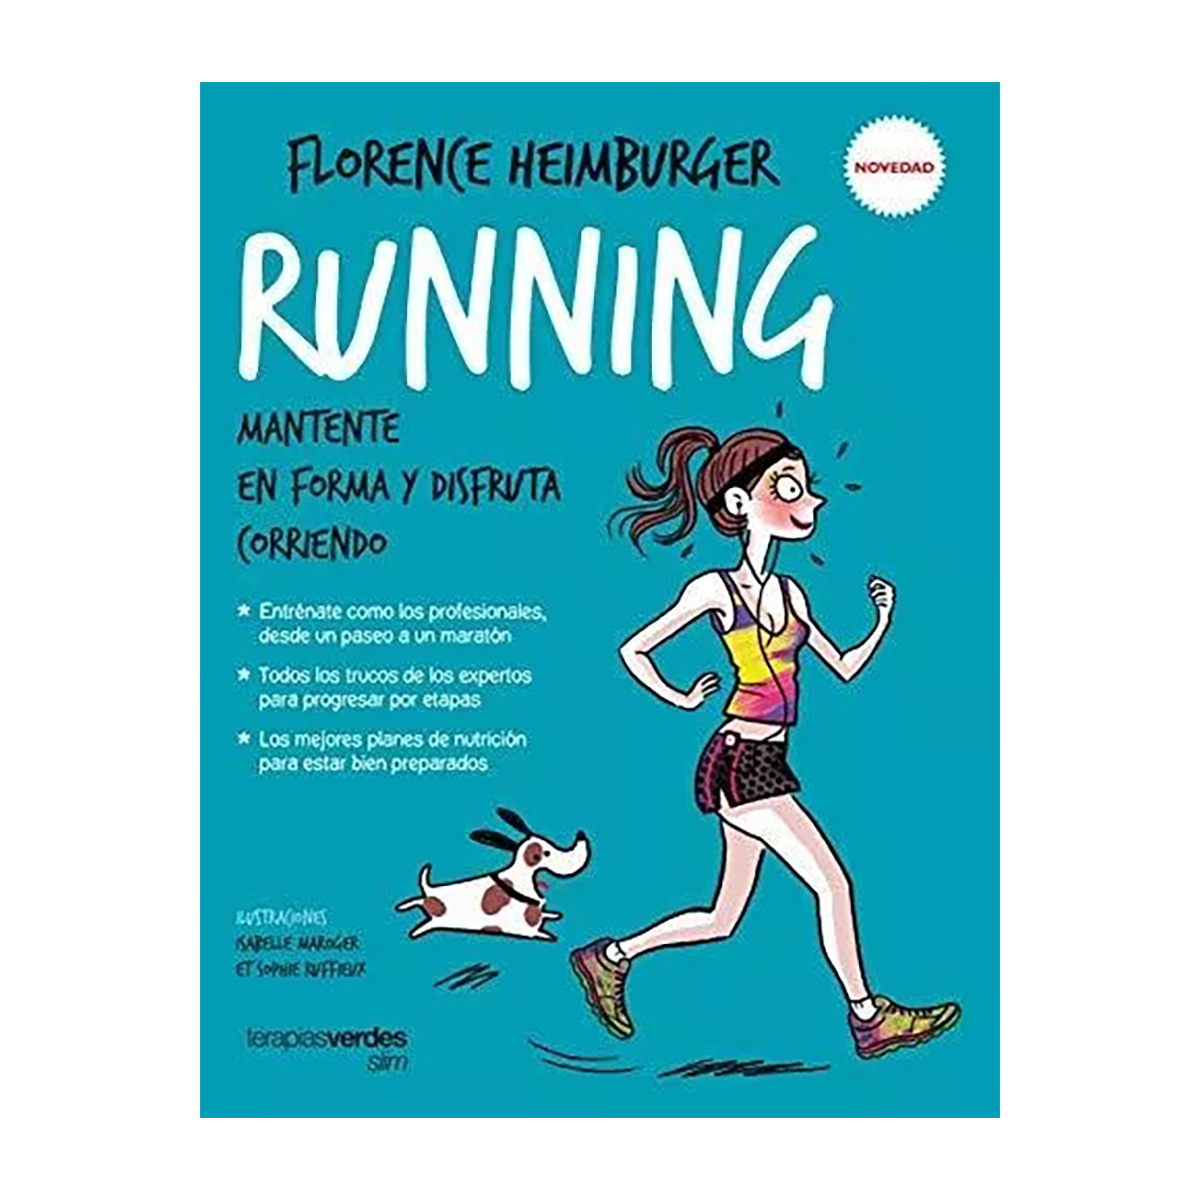 FLORENCE HEIMBURGER
NOVEDAD
RUNNING
MANTENTE
EN FORMA Y DISFRUTA
CORRIENDO
* Entrénate como los profesionales,
desde un paseo a un maratón
* Todos los trucos de los expertos
para progresar por etapas
* Los mejores planes de nutrición
para estar bien preparados
ILUSTRACIONES
ISABELLE MAROGER
ET SOPHIE RUFFIEUX
terapiasverdes
slim